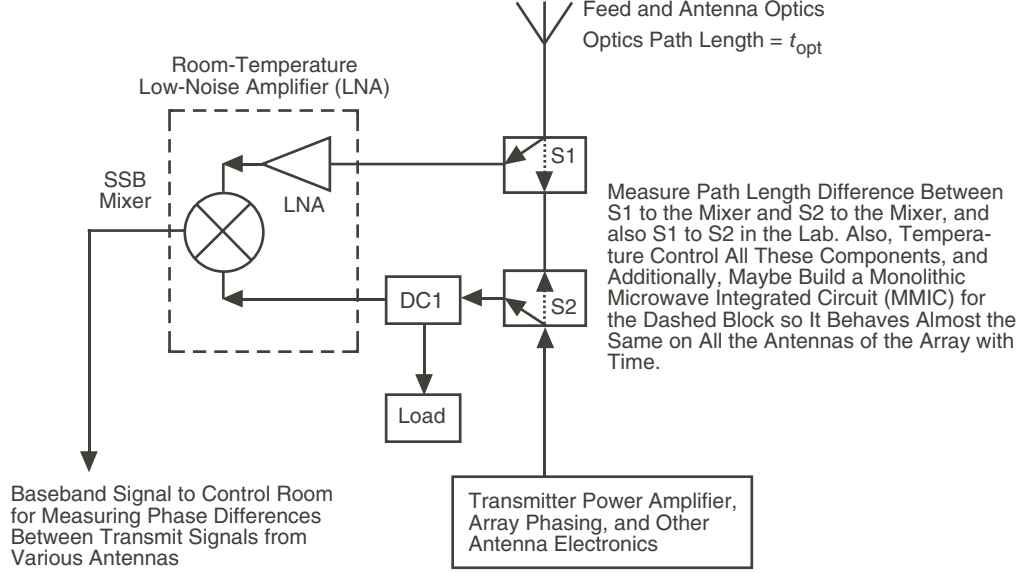 Feed and Antenna Optics
Optics Path Length = t_opt
Room-Temperature
Low-Noise Amplifier (LNA)
S1
SSB
Mixer
LNA
Measure Path Length Difference Between
S1 to the Mixer and S2 to the Mixer, and
also S1 to S2 in the Lab. Also, Tempera-
ture Control All These Components, and
Additionally, Maybe Build a Monolithic
Microwave Integrated Circuit (MMIC) for
the Dashed Block so It Behaves Almost the
Same on All the Antennas of the Array with
Time.
DC1
S2
Load
Baseband Signal to Control Room
for Measuring Phase Differences
Between Transmit Signals from
Various Antennas
Transmitter Power Amplifier,
Array Phasing, and Other
Antenna Electronics